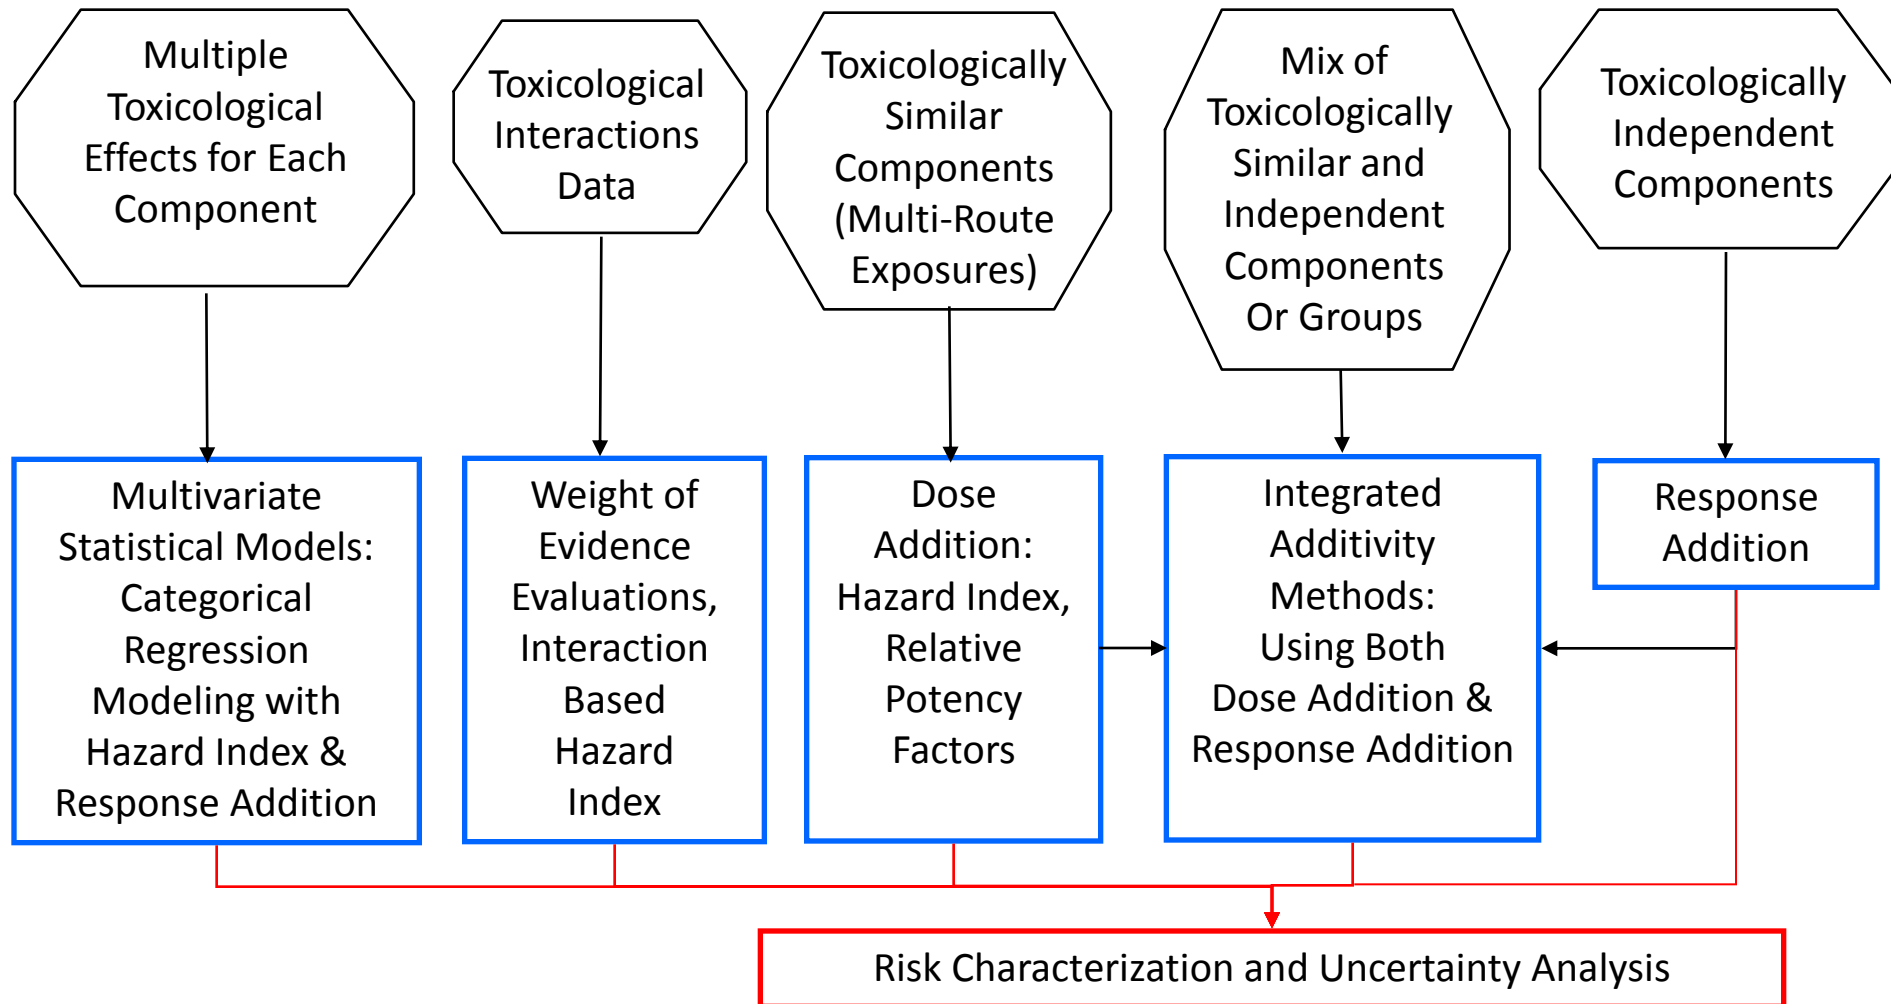 Multiple
Toxicological
Effects for Each
Component
Toxicological
Interactions
Data
Toxicologically
Similar
Components
(Multi-Route
Exposures)
Mix of
Toxicologically
Similar and
Independent
Components
Or Groups
Toxicologically
Independent
Components
Multivariate
Statistical Models:
Categorical
Regression
Modeling with
Hazard Index &
Response Addition
Weight of
Evidence
Evaluations,
Interaction
Based
Hazard
Index
Dose
Addition:
Hazard Index,
Relative
Potency
Factors
Integrated
Additivity
Methods:
Using Both
Dose Addition &
Response Addition
Response
Addition
Risk Characterization and Uncertainty Analysis